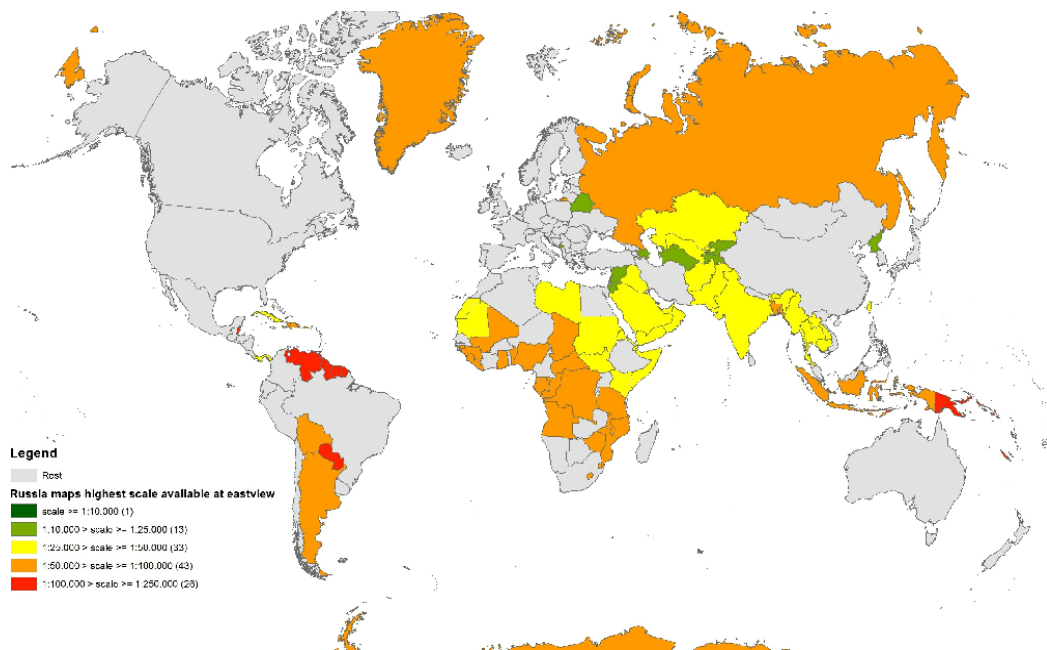 Legend
Rest
Russia maps highest scale available at eastview
scale >= 1:10.000 (1)
1:10.000 > scale >= 1:25.000 (13)
1:25.000 > scale >= 1:50.000 (33)
1:50.000 > scale >= 1:100.000 (43)
1:100.000 > scale >= 1:250.000 (26)